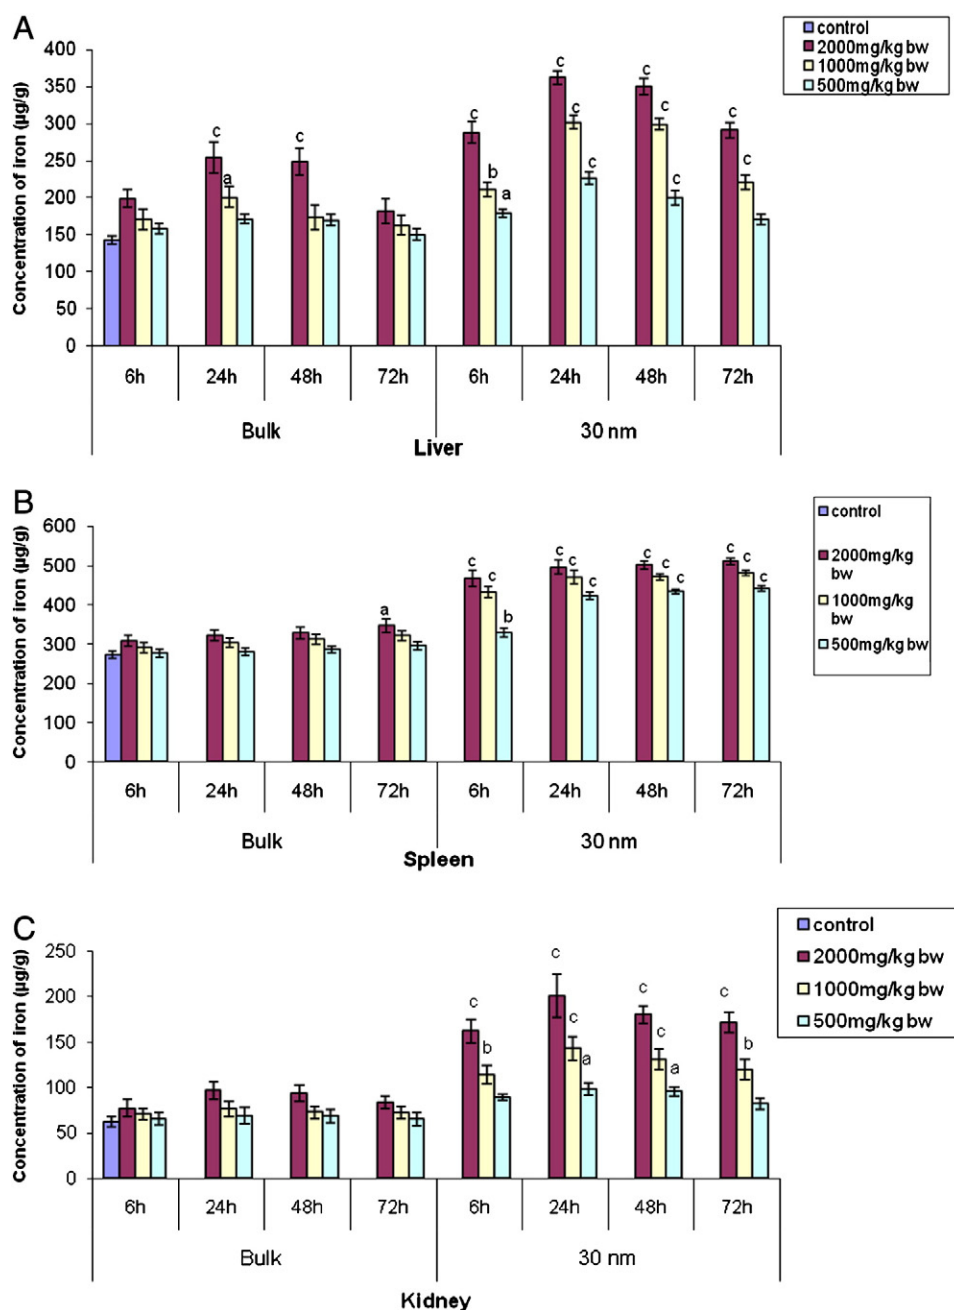 A
control
2000mg/kg bw
1000mg/kg bw
500mg/kg bw
Concentration of iron (µg/g)
400
350
300
250
200
150
100
50
0
c c c c
c c a c b c c c
a c c
6h 24h 48h 72h 6h 24h 48h 72h
Bulk 30 nm
Liver
B
control
2000mg/kg bw
1000mg/kg bw
500mg/kg bw
Concentration of iron (µg/g)
600
500
400
300
200
100
0
a c c c c c c c c c c c
b
6h 24h 48h 72h 6h 24h 48h 72h
Bulk 30 nm
Spleen
C
control
2000mg/kg bw
1000mg/kg bw
500mg/kg bw
Concentration of iron (µg/g)
250
200
150
100
50
0
c c c c
b c c b
a a
6h 24h 48h 72h 6h 24h 48h 72h
Bulk 30 nm
Kidney